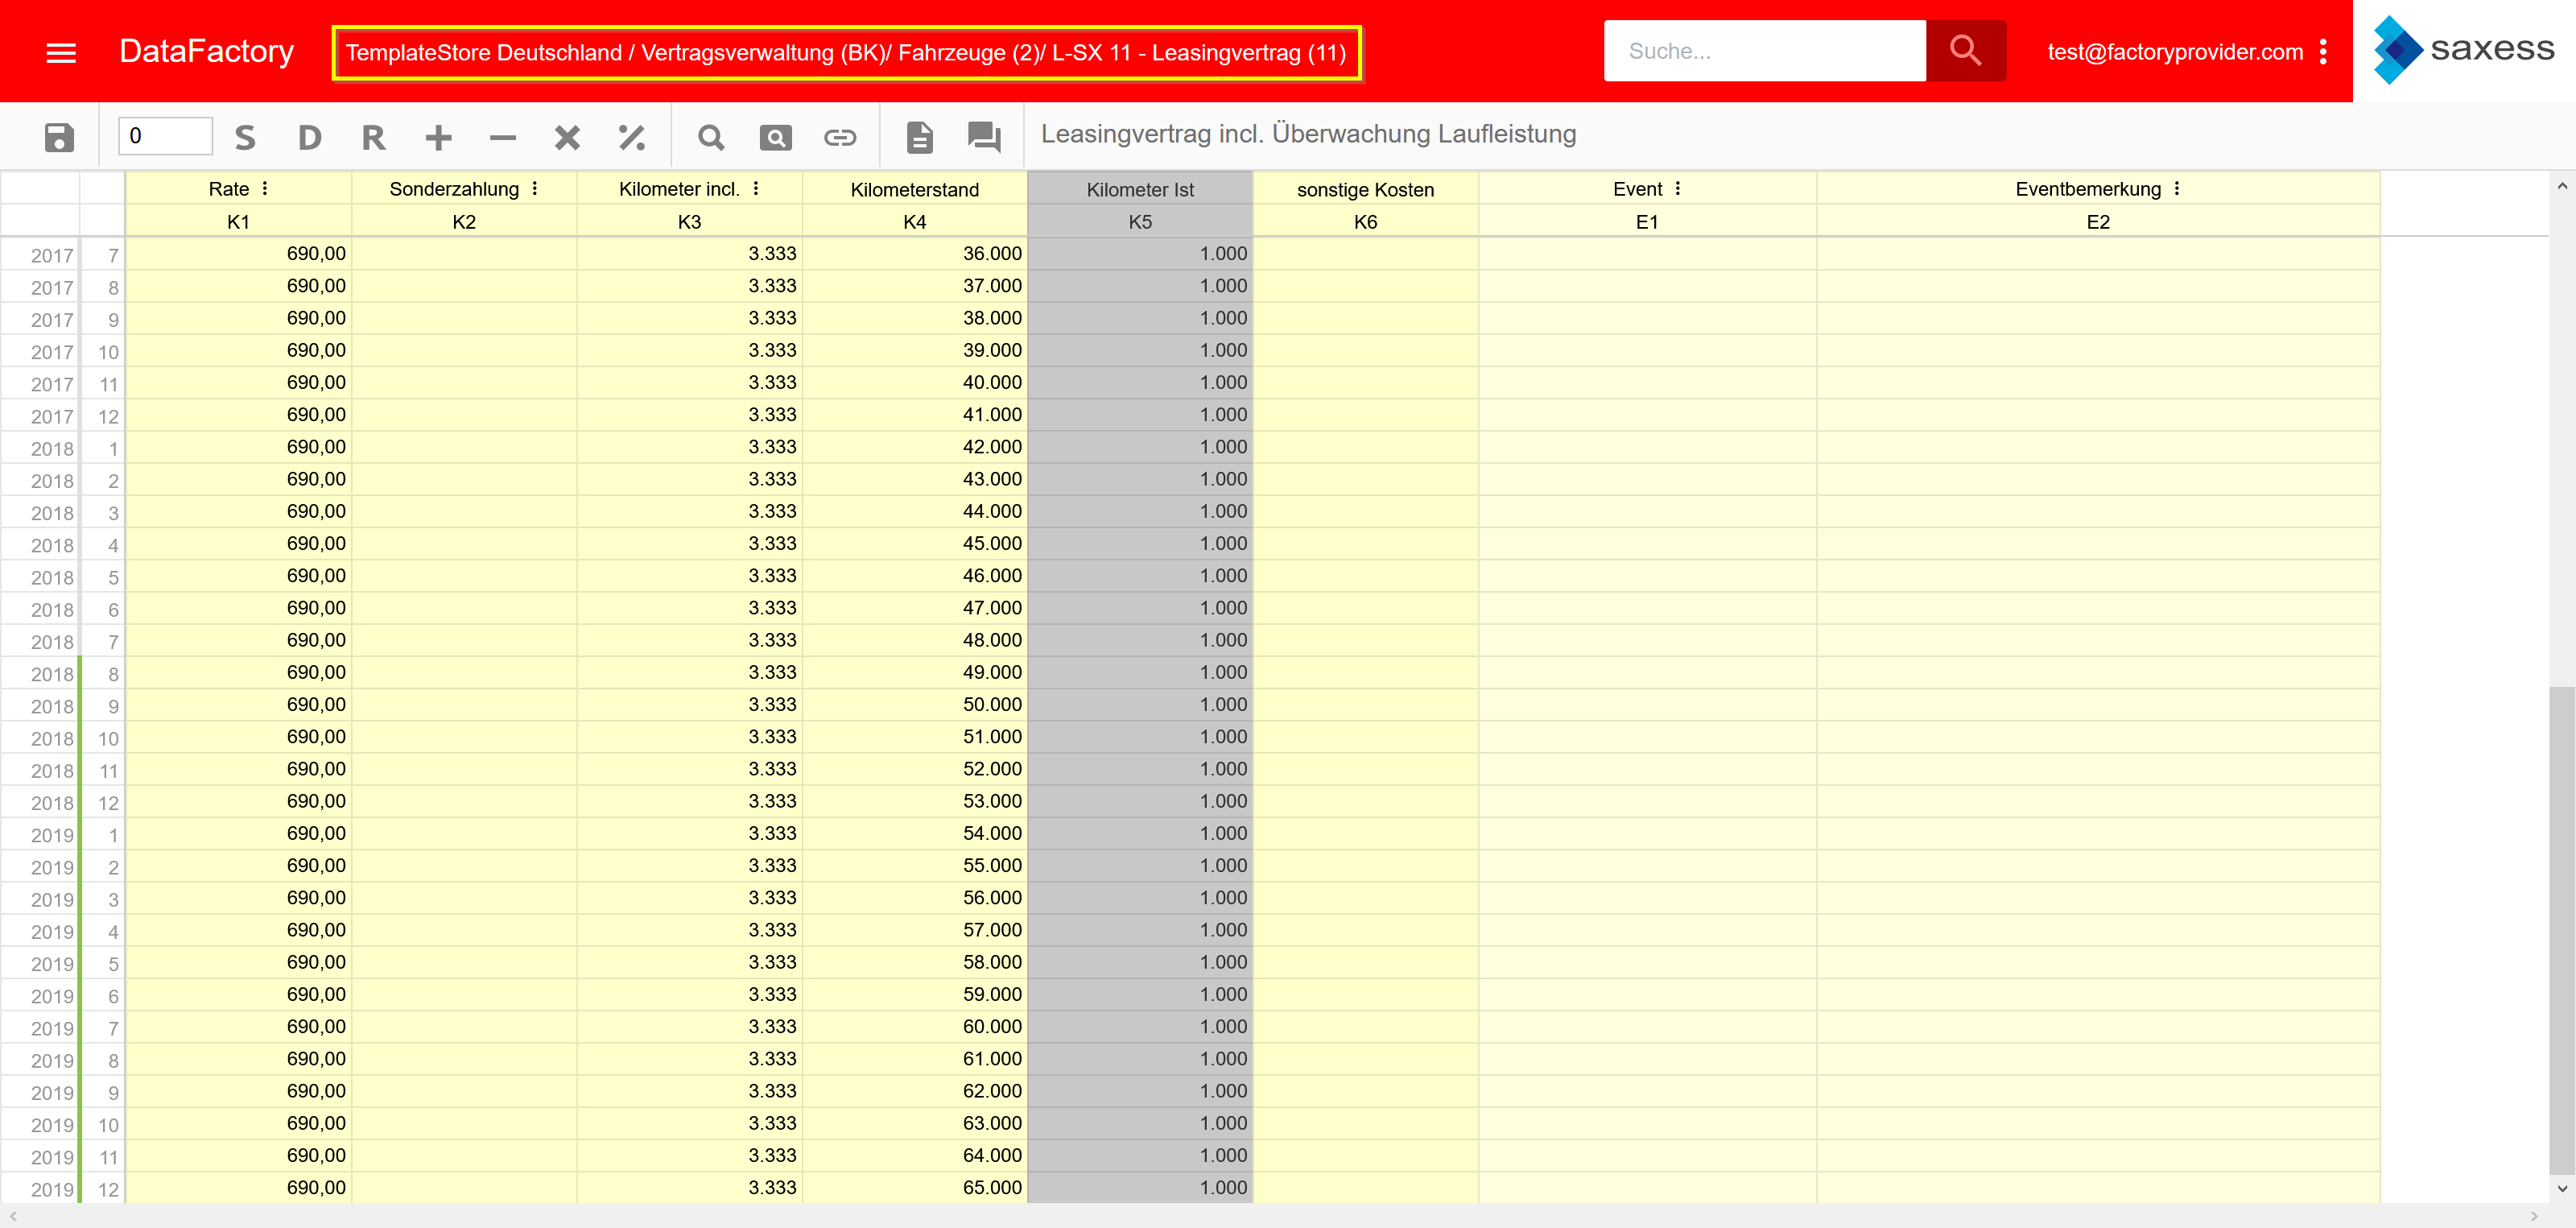 DataFactory TemplateStore Deutschland / Vertragsverwaltung (BK)/ Fahrzeuge (2)/ L-SX 11 - Leasingvertrag (11) Suche... test@factoryprovider.com saxess
0 S D R Leasingvertrag incl. Überwachung Laufleistung
Rate Sonderzahlung Kilometer incl. Kilometerstand Kilometer Ist sonstige Kosten Event Eventbemerkung
K1 K2 K3 K4 K5 K6 E1 E2
2017 7 690,00 3.333 36.000 1.000
2017 8 690,00 3.333 37.000 1.000
2017 9 690,00 3.333 38.000 1.000
2017 10 690,00 3.333 39.000 1.000
2017 11 690,00 3.333 40.000 1.000
2017 12 690,00 3.333 41.000 1.000
2018 1 690,00 3.333 42.000 1.000
2018 2 690,00 3.333 43.000 1.000
2018 3 690,00 3.333 44.000 1.000
2018 4 690,00 3.333 45.000 1.000
2018 5 690,00 3.333 46.000 1.000
2018 6 690,00 3.333 47.000 1.000
2018 7 690,00 3.333 48.000 1.000
2018 8 690,00 3.333 49.000 1.000
2018 9 690,00 3.333 50.000 1.000
2018 10 690,00 3.333 51.000 1.000
2018 11 690,00 3.333 52.000 1.000
2018 12 690,00 3.333 53.000 1.000
2019 1 690,00 3.333 54.000 1.000
2019 2 690,00 3.333 55.000 1.000
2019 3 690,00 3.333 56.000 1.000
2019 4 690,00 3.333 57.000 1.000
2019 5 690,00 3.333 58.000 1.000
2019 6 690,00 3.333 59.000 1.000
2019 7 690,00 3.333 60.000 1.000
2019 8 690,00 3.333 61.000 1.000
2019 9 690,00 3.333 62.000 1.000
2019 10 690,00 3.333 63.000 1.000
2019 11 690,00 3.333 64.000 1.000
2019 12 690,00 3.333 65.000 1.000